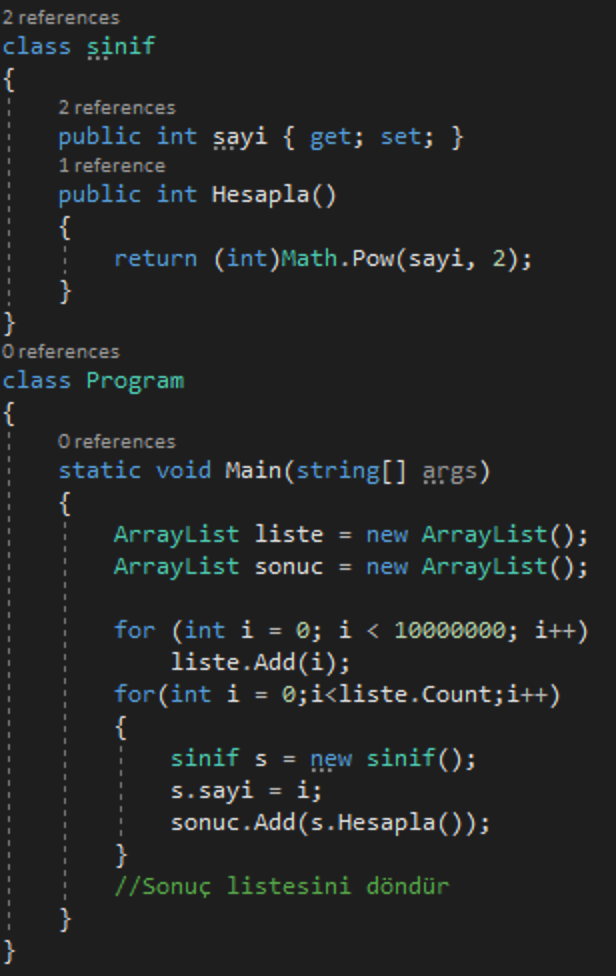 2 references
class sinif
{
2 references
public int sayi { get; set; }
1 reference
public int Hesapla()
{
return (int)Math.Pow(sayi, 2);
}
}
0 references
class Program
{
0 references
static void Main(string[] args)
{
ArrayList liste = new ArrayList();
ArrayList sonuc = new ArrayList();
for (int i = 0; i < 10000000; i++)
liste.Add(i);
for(int i = 0;i<liste.Count;i++)
{
sinif s = new sinif();
s.sayi = i;
sonuc.Add(s.Hesapla());
}
//Sonuç listesini döndür
}
}